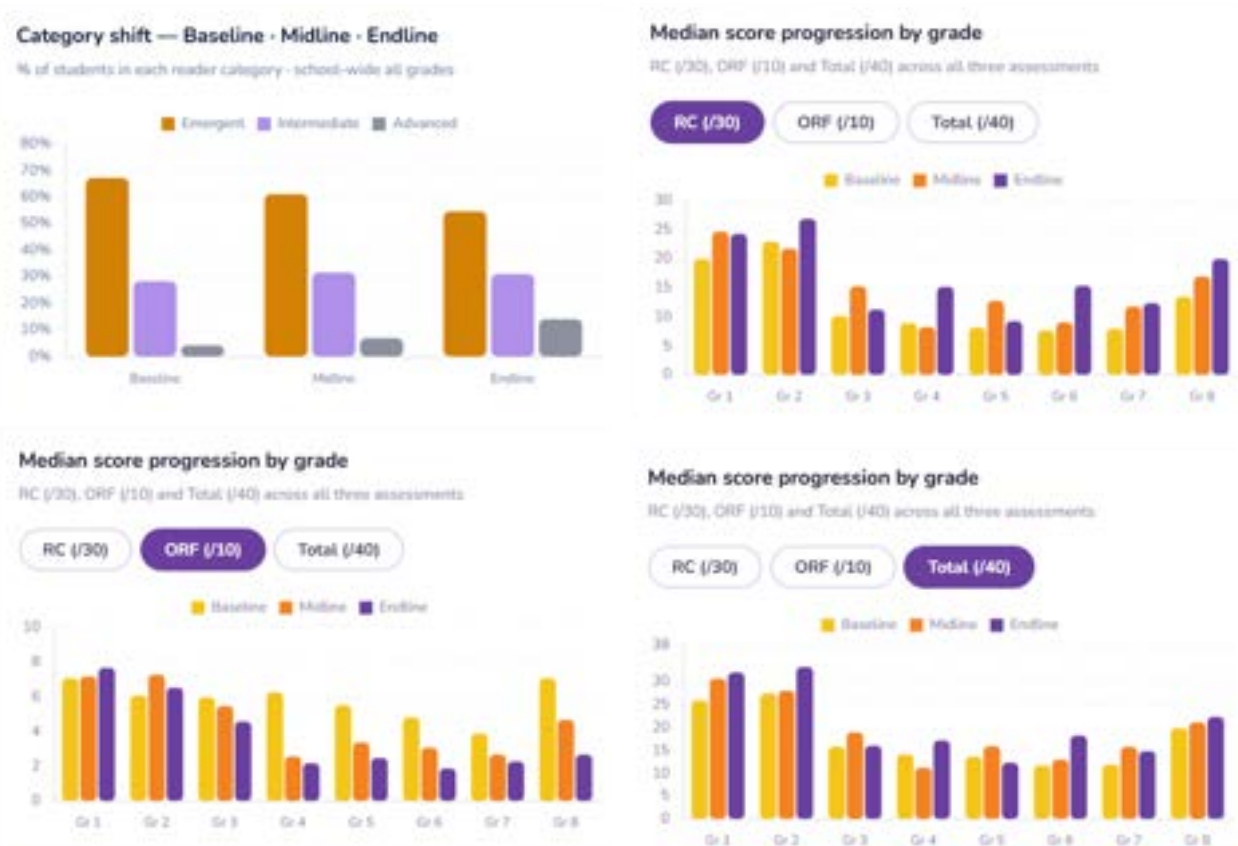 Category shift — Baseline · Midline · Endline
% of students in each reader category · school-wide all grades
Emergent Intermediate Advanced
80%
70%
60%
50%
40%
30%
20%
10%
0%
Baseline Midline Endline
Median score progression by grade
RC (/30), ORF (/10) and Total (/40) across all three assessments
RC (/30) ORF (/10) Total (/40)
Baseline Midline Endline
30
25
20
15
10
5
0
Gr 1 Gr 2 Gr 3 Gr 4 Gr 5 Gr 6 Gr 7 Gr 8
Median score progression by grade
RC (/30), ORF (/10) and Total (/40) across all three assessments
RC (/30) ORF (/10) Total (/40)
Baseline Midline Endline
10
8
6
4
2
0
Gr 1 Gr 2 Gr 3 Gr 4 Gr 5 Gr 6 Gr 7 Gr 8
Median score progression by grade
RC (/30), ORF (/10) and Total (/40) across all three assessments
RC (/30) ORF (/10) Total (/40)
Baseline Midline Endline
30
25
20
15
10
5
0
Gr 1 Gr 2 Gr 3 Gr 4 Gr 5 Gr 6 Gr 7 Gr 8